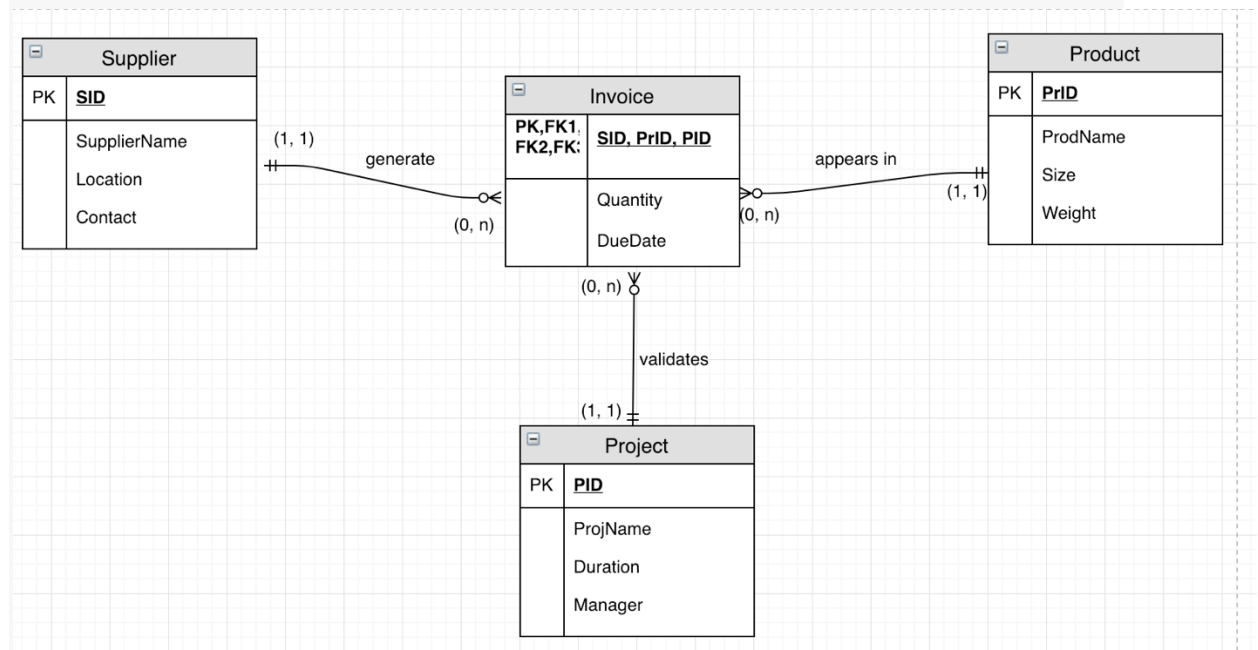 Supplier
PK SID
SupplierName
Location
Contact
(1, 1)
generate
(0, n)
Invoice
PK,FK1,
FK2,FK
SID, PrID, PID
Quantity
DueDate
(0, n)
appears in
(1, 1)
Product
PK PrID
ProdName
Size
Weight
(0, n)
validates
(1, 1)
Project
PK PID
ProjName
Duration
Manager